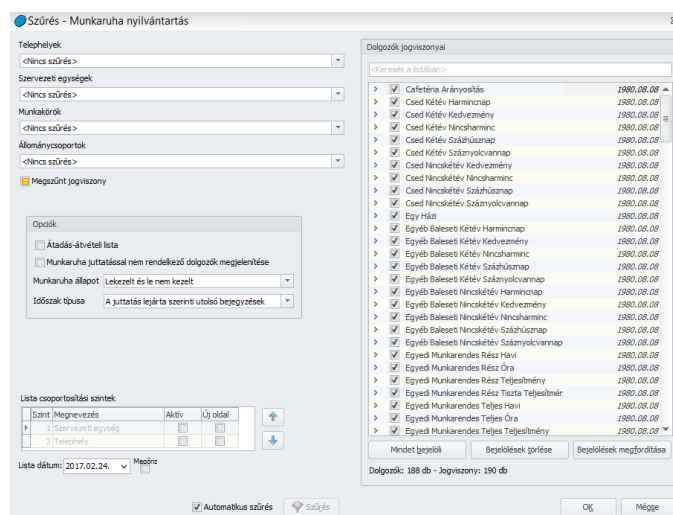 Szűrés - Munkaruha nyilvántartás
Telephelyek
<Nincs szűrés>
Szervezeti egységek
<Nincs szűrés>
Munkakörök
<Nincs szűrés>
Állománycsoportok
<Nincs szűrés>
Megszűnt jogviszony
Opciók
Átadás-átvételi lista
Munkaruha juttatással nem rendelkező dolgozók megjelenítése
Munkaruha állapot Lekezelt és le nem kezelt
Időszak típusa A juttatás lejárta szerinti utolsó bejegyzések
Lista csoportosítási szintek
Szint Megnevezés Aktív Új oldal
1 Szervezeti egység
2 Telephely
Lista dátum: 2017.02.24. Megőriz
Automatikus szűrés Szűrés
Dolgozók jogviszonyai
<Keresés a listában>
Cafetéria Arányosítás 1980.08.08
Csed Kétév Harmincnap 1980.08.08
Csed Kétév Kedvezmény 1980.08.08
Csed Kétév Nincsharminc 1980.08.08
Csed Kétév Százhúsznap 1980.08.08
Csed Kétév Száznyolcvannap 1980.08.08
Csed Nincskétév Kedvezmény 1980.08.08
Csed Nincskétév Nincsharminc 1980.08.08
Csed Nincskétév Százhúsznap 1980.08.08
Csed Nincskétév Száznyolcvannap 1980.08.08
Egy Házi 1980.08.08
Egyéb Baleseti Kétév Harmincnap 1980.08.08
Egyéb Baleseti Kétév Kedvezmény 1980.08.08
Egyéb Baleseti Kétév Nincsharminc 1980.08.08
Egyéb Baleseti Kétév Százhúsznap 1980.08.08
Egyéb Baleseti Kétév Száznyolcvannap 1980.08.08
Egyéb Baleseti Nincskétév Harmincnap 1980.08.08
Egyéb Baleseti Nincskétév Kedvezmény 1980.08.08
Egyéb Baleseti Nincskétév Nincsharminc 1980.08.08
Egyéb Baleseti Nincskétév Százhúsznap 1980.08.08
Egyéb Baleseti Nincskétév Száznyolcvannap 1980.08.08
Egyedi Munkarendes Rész Havi 1980.08.08
Egyedi Munkarendes Rész Óra 1980.08.08
Egyedi Munkarendes Rész Teljesítmény 1980.08.08
Egyedi Munkarendes Rész Tiszta Teljesítmér 1980.08.08
Egyedi Munkarendes Teljes Havi 1980.08.08
Egyedi Munkarendes Teljes Óra 1980.08.08
Egyedi Munkarendes Teljes Teljesítmény 1980.08.08
Mindet bejelöli Bejelölések törlése Bejelölések megfordítása
Dolgozók: 188 db - Jogviszony: 190 db
OK Mégse